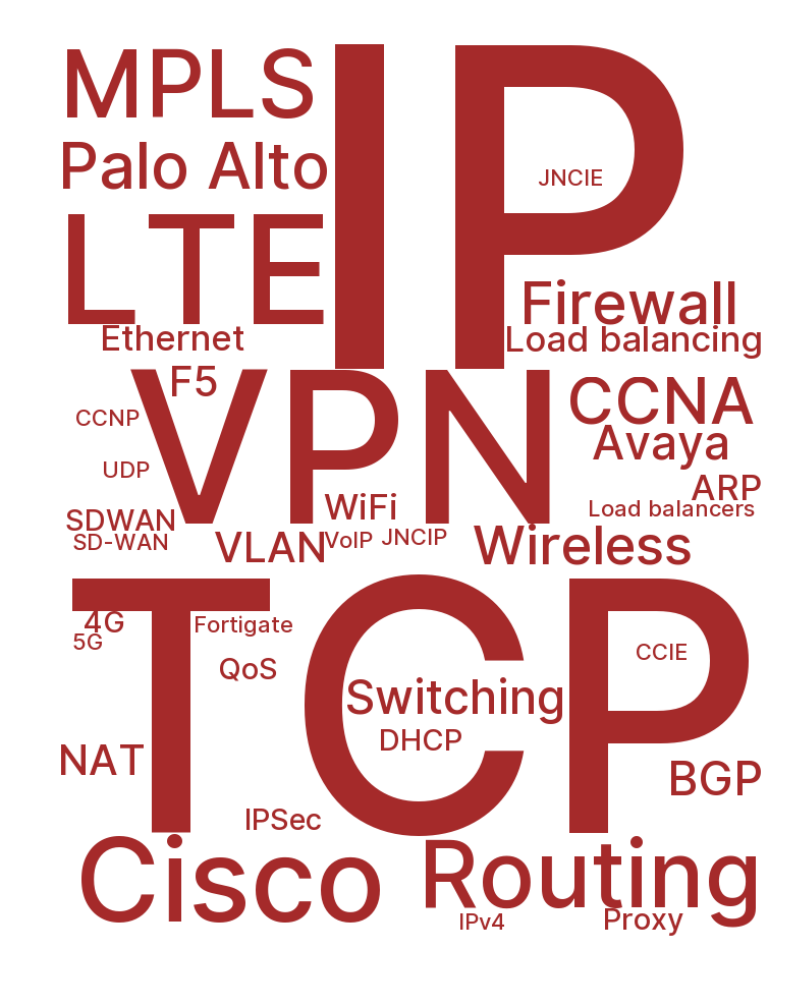 MPLS
IP
Palo Alto
JNCIE
LTE
Firewall
Ethernet
Load balancing
VPN
F5
CCNA
CCNP
Avaya
UDP
ARP
WiFi
Load balancers
SDWAN
SD-WAN
VLAN
VoIP
JNCIP
Wireless
TCP
4G
Fortigate
5G
CCIE
QoS
Switching
DHCP
NAT
BGP
IPSec
Cisco
Routing
IPv4
Proxy